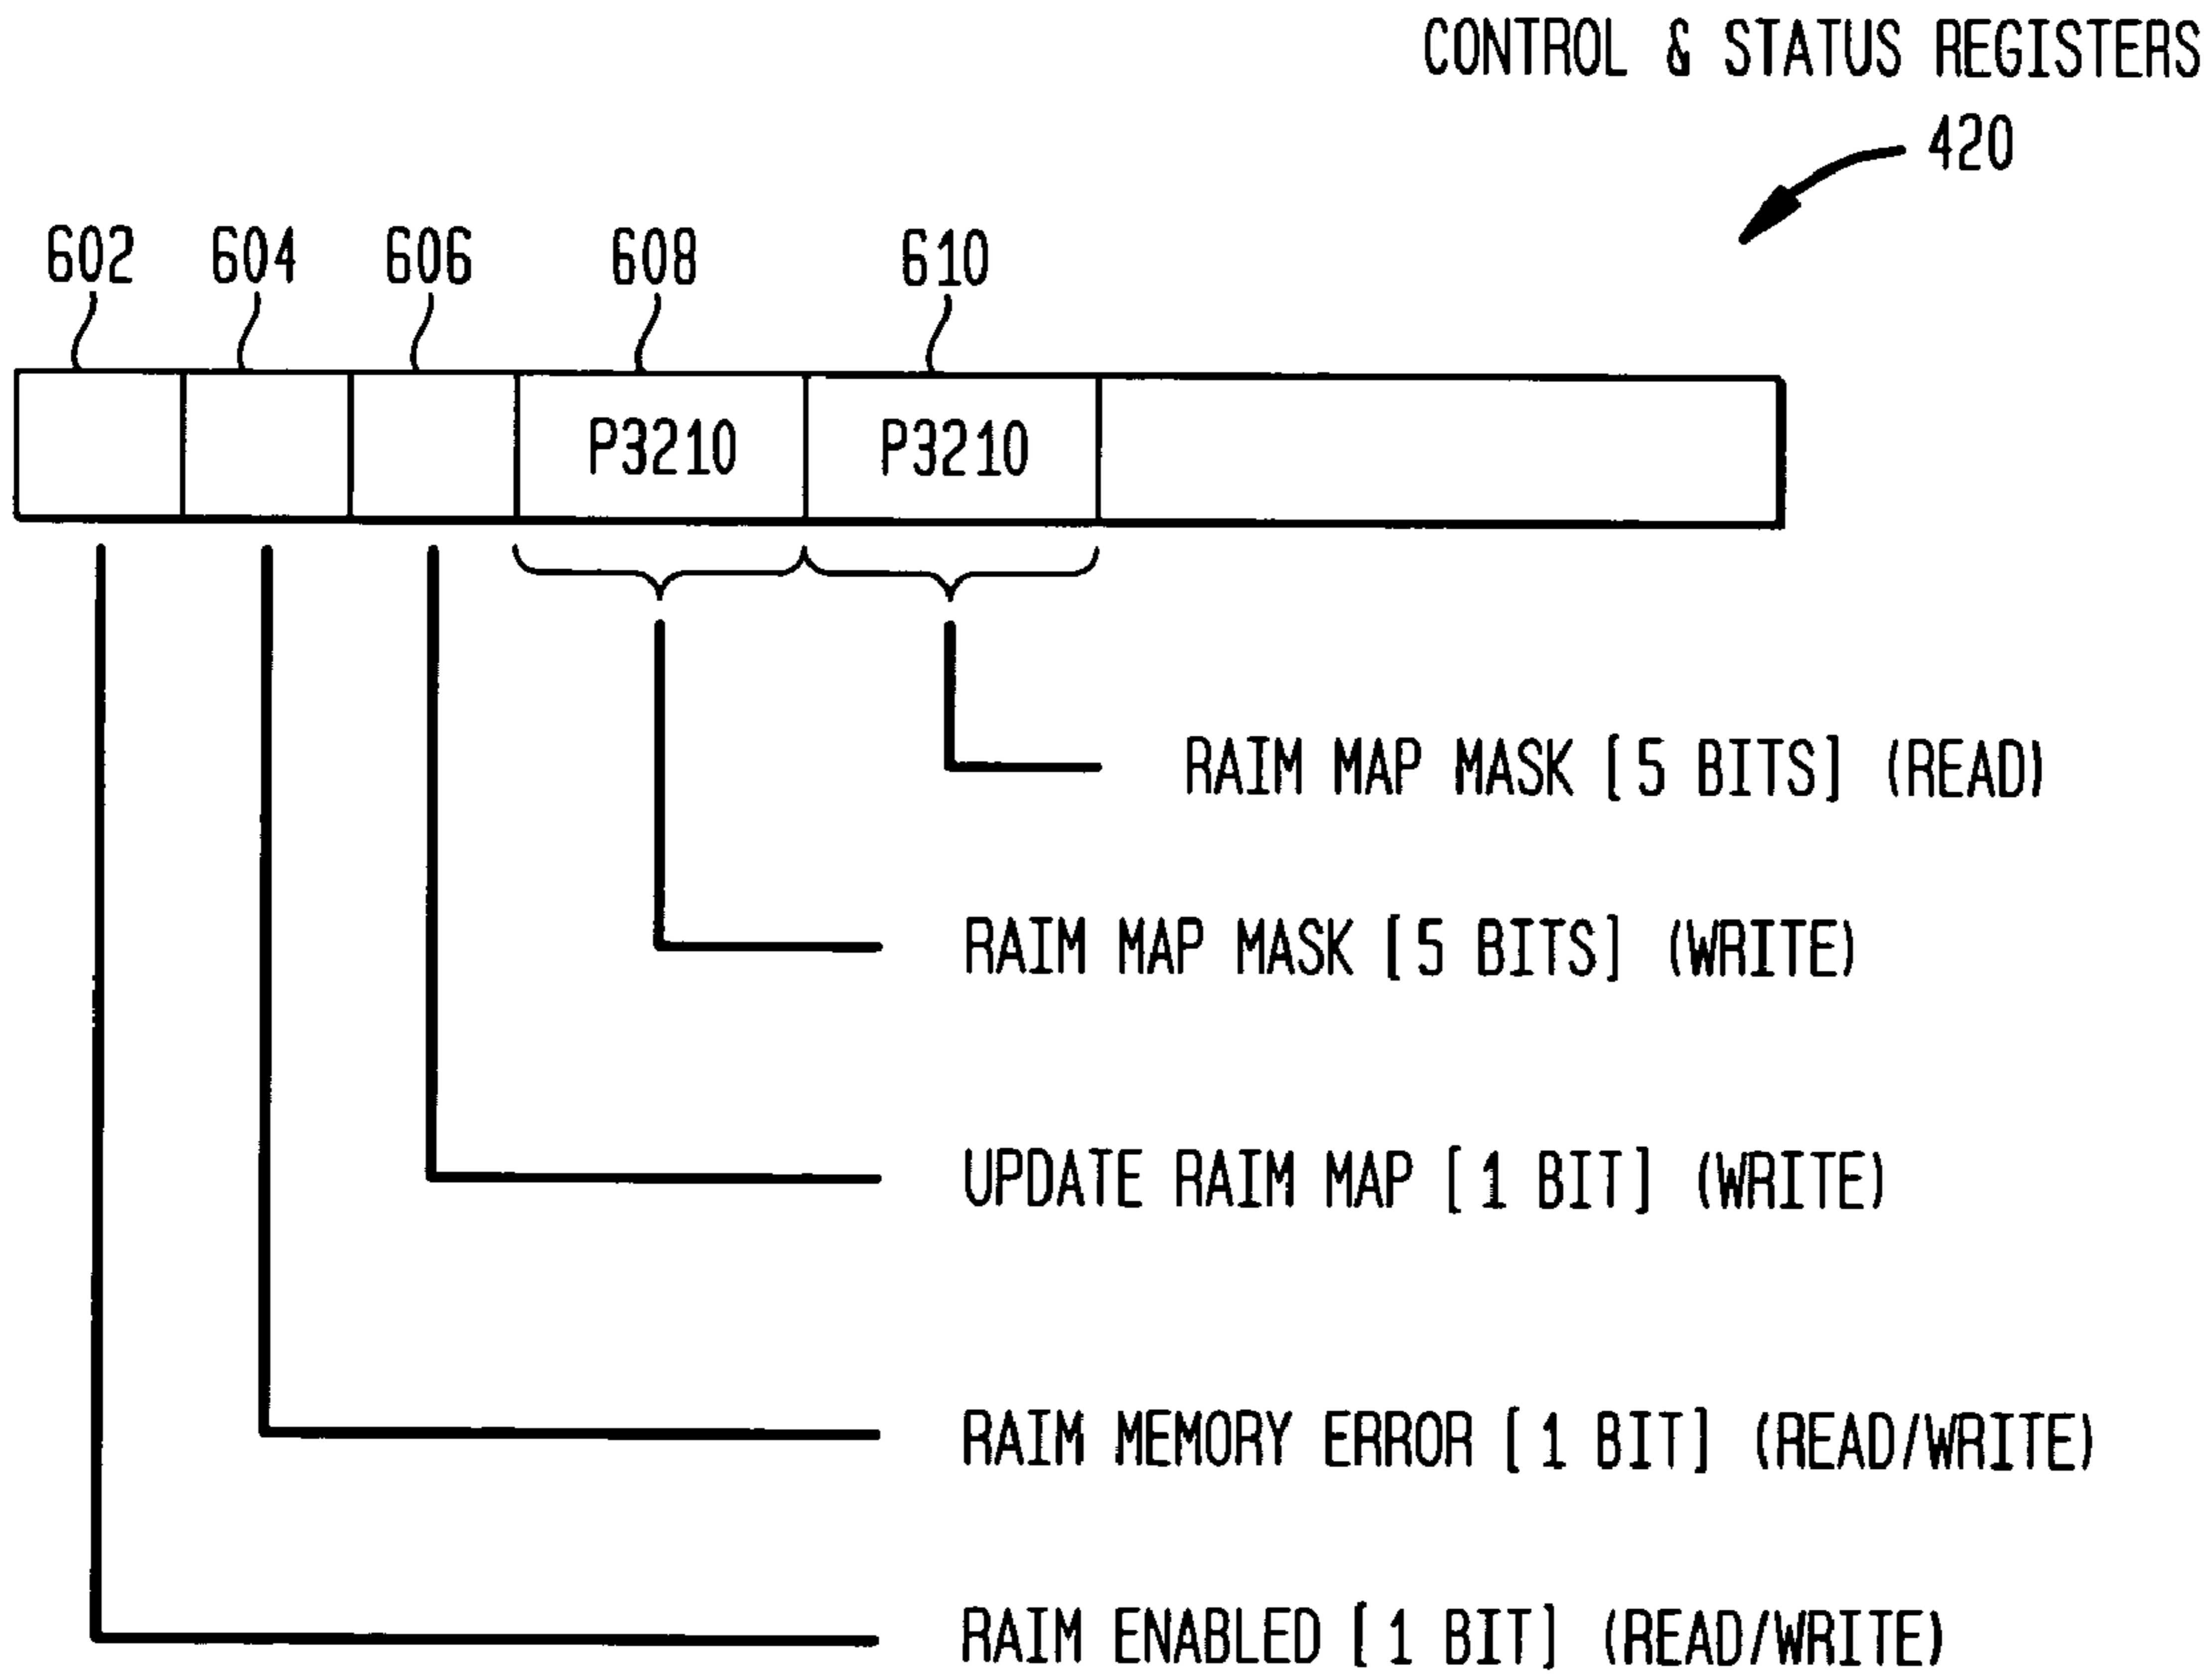 CONTROL & STATUS REGISTERS
420
602 604 606 608 610
P3210 P3210
RAIM MAP MASK [5 BITS] (READ)
RAIM MAP MASK [5 BITS] (WRITE)
UPDATE RAIM MAP [1 BIT] (WRITE)
RAIM MEMORY ERROR [1 BIT] (READ/WRITE)
RAIM ENABLED [1 BIT] (READ/WRITE)